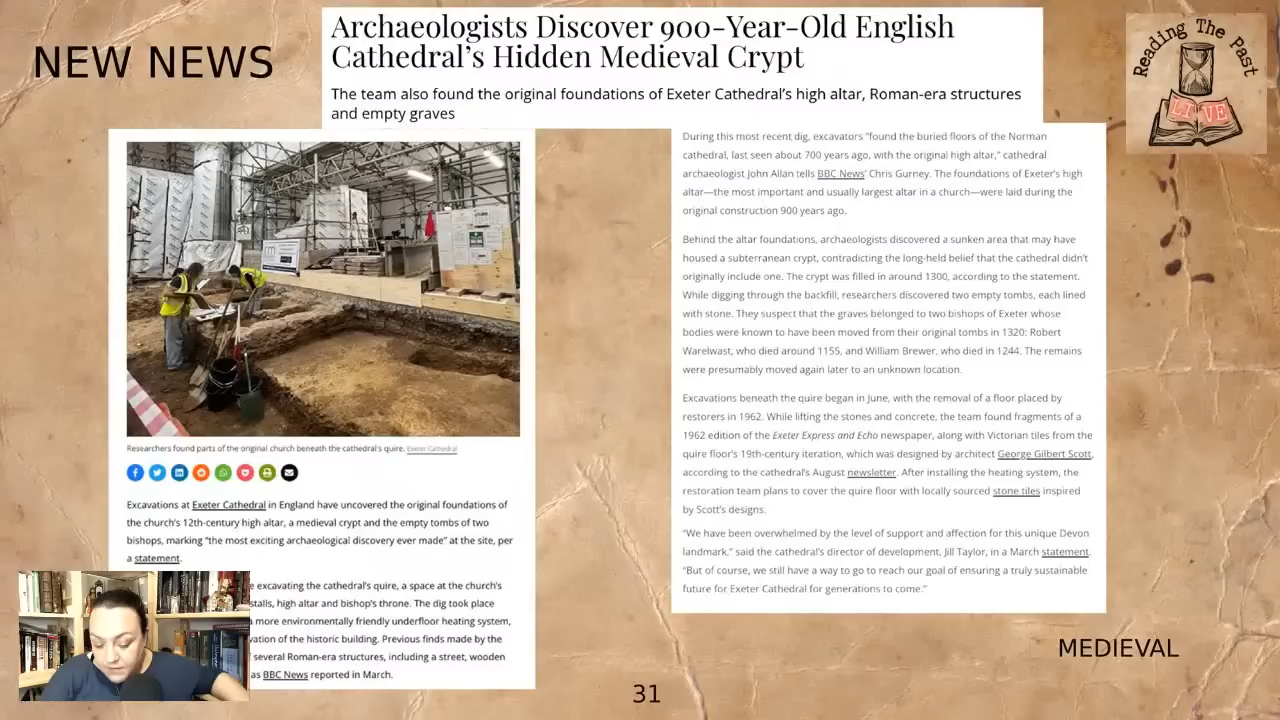 NEW NEWS
Archaeologists Discover 900-Year-Old English
Cathedral's Hidden Medieval Crypt
The team also found the original foundations of Exeter Cathedral's high altar, Roman-era structures
and empty graves
Reading The Past
LIVE
Researchers found parts of the original church beneath the cathedral's quire. Exeter Cathedral
Excavations at Exeter Cathedral in England have uncovered the original foundations of
the church's 12th-century high altar, a medieval crypt and the empty tombs of two
bishops, marking "the most exciting archaeological discovery ever made" at the site, per
a statement.
e excavating the cathedral's quire, a space at the church's
stalls, high altar and bishop's throne. The dig took place
more environmentally friendly underfloor heating system,
vation of the historic building. Previous finds made by the
several Roman-era structures, including a street, wooden
as BBC News reported in March.
During this most recent dig, excavators "found the buried floors of the Norman
cathedral, last seen about 700 years ago, with the original high altar," cathedral
archaeologist John Allan tells BBC News' Chris Gurney. The foundations of Exeter's high
altar—the most important and usually largest altar in a church—were laid during the
original construction 900 years ago.
Behind the altar foundations, archaeologists discovered a sunken area that may have
housed a subterranean crypt, contradicting the long-held belief that the cathedral didn't
originally include one. The crypt was filled in around 1300, according to the statement.
While digging through the backfill, researchers discovered two empty tombs, each lined
with stone. They suspect that the graves belonged to two bishops of Exeter whose
bodies were known to have been moved from their original tombs in 1320: Robert
Warelwast, who died around 1155, and William Brewer, who died in 1244. The remains
were presumably moved again later to an unknown location.
Excavations beneath the quire began in June, with the removal of a floor placed by
restorers in 1962. While lifting the stones and concrete, the team found fragments of a
1962 edition of the Exeter Express and Echo newspaper, along with Victorian tiles from the
quire floor's 19th-century iteration, which was designed by architect George Gilbert Scott,
according to the cathedral's August newsletter. After installing the heating system, the
restoration team plans to cover the quire floor with locally sourced stone tiles inspired
by Scott's designs.
"We have been overwhelmed by the level of support and affection for this unique Devon
landmark," said the cathedral's director of development, Jill Taylor, in a March statement.
"But of course, we still have a way to go to reach our goal of ensuring a truly sustainable
future for Exeter Cathedral for generations to come."
MEDIEVAL
31